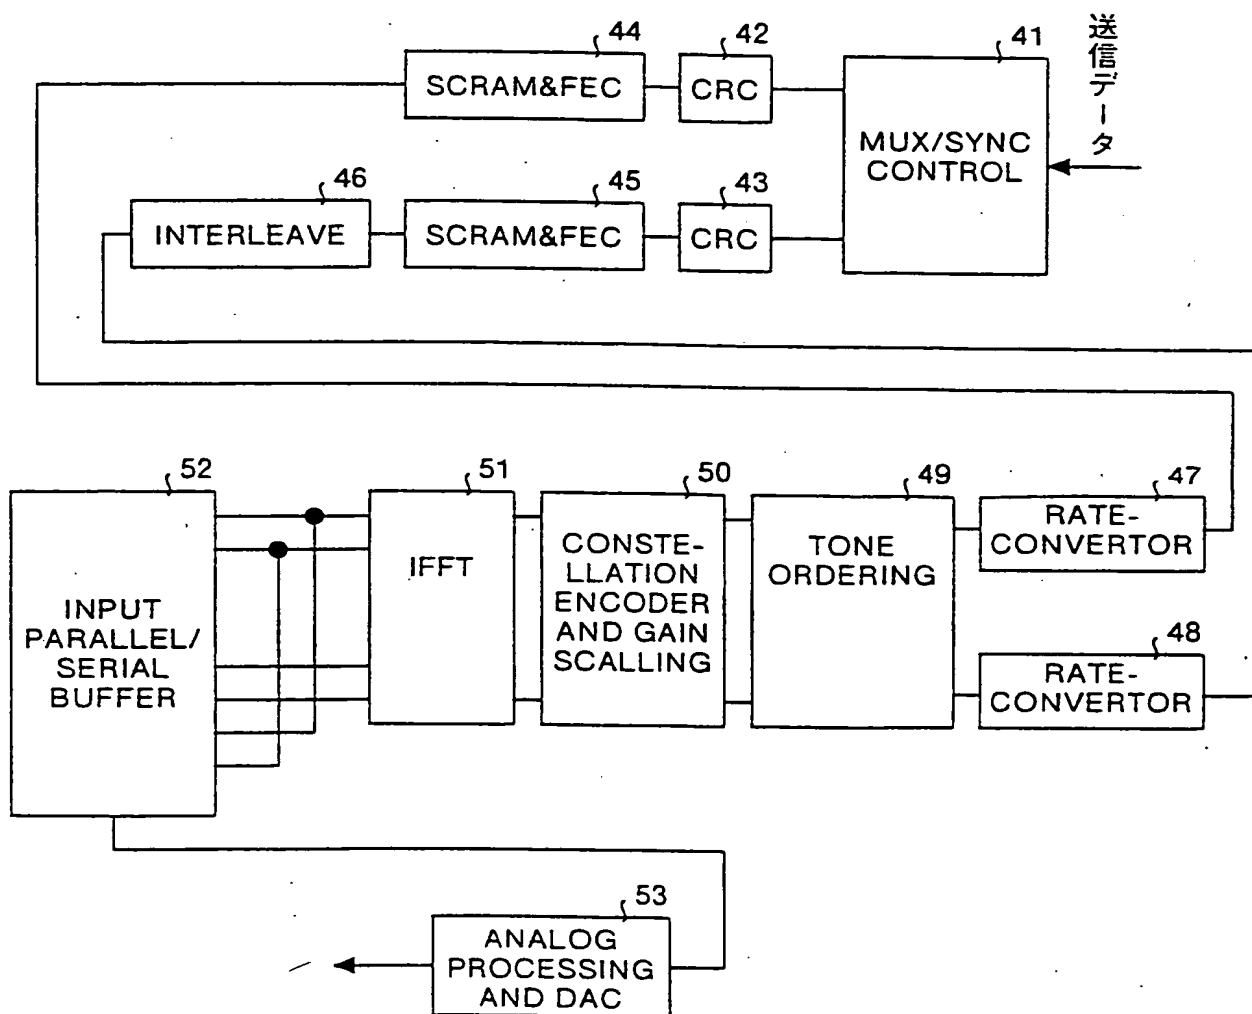 44
42
41
送信データ
SCRAM&FEC
CRC
MUX/SYNC
CONTROL
46
45
43
INTERLEAVE
SCRAM&FEC
CRC
52
51
50
49
47
RATE-
CONVERTOR
INPUT
PARALLEL/
SERIAL
BUFFER
IFFT
CONSTE-
LLATION
ENCODER
AND GAIN
SCALLING
TONE
ORDERING
48
RATE-
CONVERTOR
53
ANALOG
PROCESSING
AND DAC